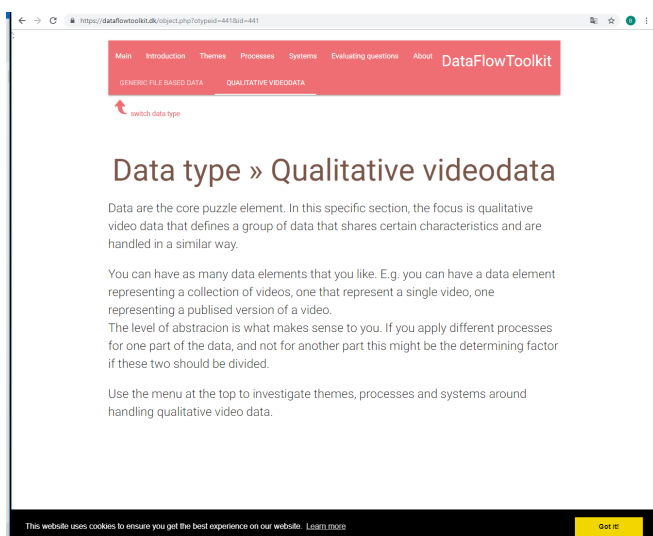 https://dataflowtoolkit.dk/object.php?otypeid=441&id=441
Main Introduction Themes Processes Systems Evaluating questions About DataFlowToolkit
GENERIC FILE BASED DATA QUALITATIVE VIDEODATA
switch data type
Data type » Qualitative videodata
Data are the core puzzle element. In this specific section, the focus is qualitative
video data that defines a group of data that shares certain characteristics and are
handled in a similar way.
You can have as many data elements that you like. E.g. you can have a data element
representing a collection of videos, one that represent a single video, one
representing a publised version of a video.
The level of abstracion is what makes sense to you. If you apply different processes
for one part of the data, and not for another part this might be the determining factor
if these two should be divided.
Use the menu at the top to investigate themes, processes and systems around
handling qualitative video data.
This website uses cookies to ensure you get the best experience on our website. Learn more
Got it!